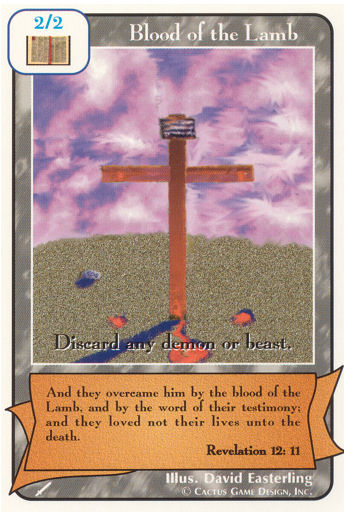 2/2
Blood of the Lamb
Discard any demon or beast.
And they overcame him by the blood of the
Lamb, and by the word of their testimony;
and they loved not their lives unto the
death.
Revelation 12: 11
Illus. David Easterling
© Cactus Game Design, Inc.